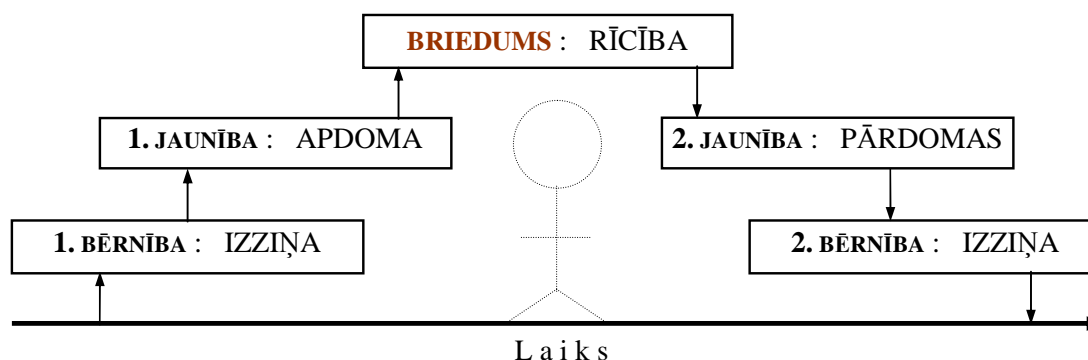 BRIEDUMS : RĪCĪBA
1. JAUNĪBA : APDOMA
2. JAUNĪBA : PĀRDOMAS
1. BĒRNĪBA : IZZIŅA
2. BĒRNĪBA : IZZIŅA
Laiks